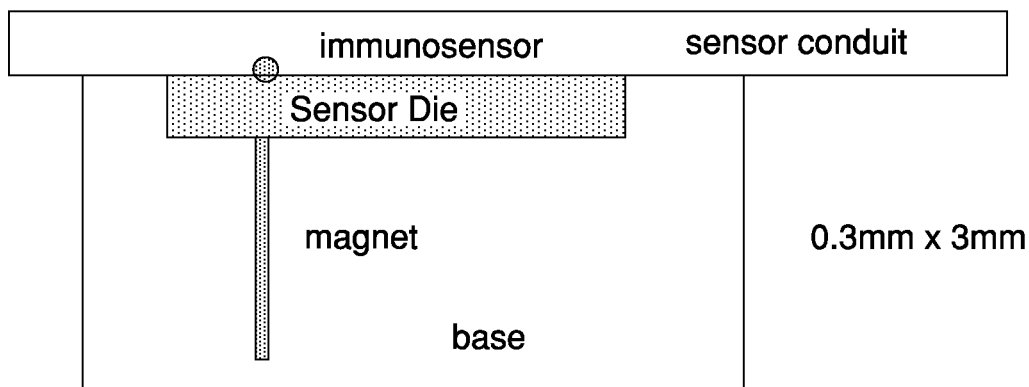 immunosensor
sensor conduit
Sensor Die
magnet
0.3mm x 3mm
base